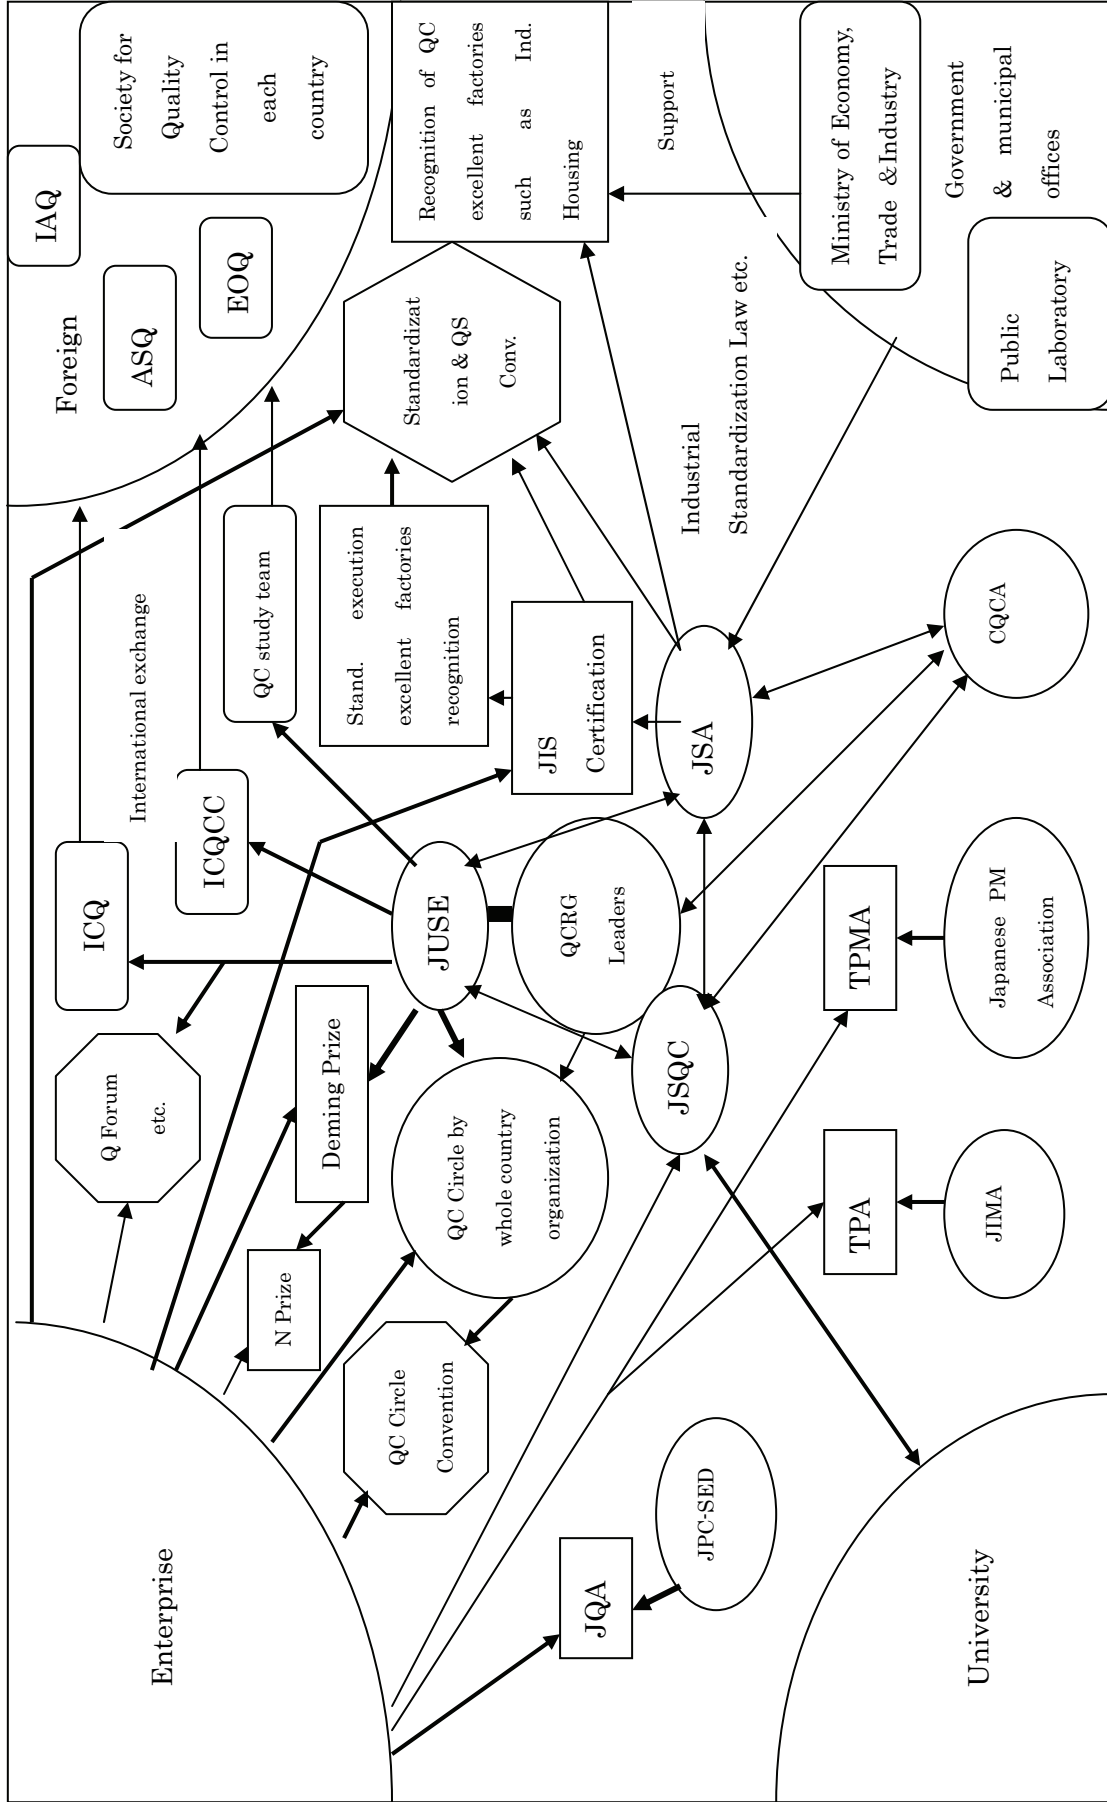 Enterprise
Q Forum
etc.
ICQ
International exchange
ICQCC
Foreign
IAQ
ASQ
EOQ
Society for
Quality
Control in
each
country
N Prize
Deming Prize
QC study team
QC Circle
Convention
QC Circle by
whole country
organization
JUSE
QCRG
Leaders
Stand. execution
excellent factories
recognition
JIS
Certification
Standardizat
ion & QS
Conv.
Recognition of QC
excellent factories
such as Ind.
Housing
Support
JQA
JPC-SED
JSQC
JSA
Industrial
Standardization Law etc.
Ministry of Economy,
Trade &Industry
Government
& municipal
offices
Public
Laboratory
TPA
JIMA
TPMA
Japanese PM
Association
CQCA
University